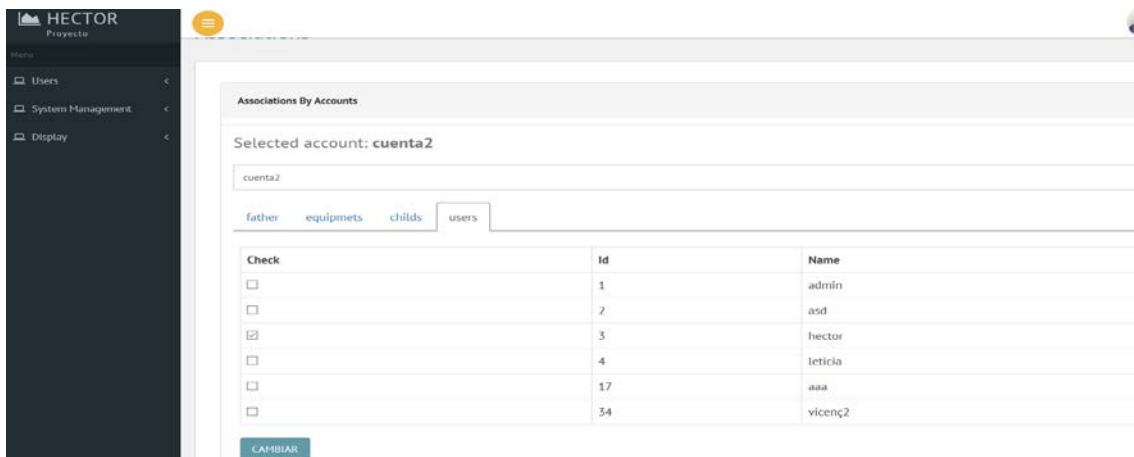 HECTOR
Proyecto
Menu
Users
System Management
Display
Associations
Associations By Accounts
Selected account: cuenta2
cuenta2
father equipmets childs users
Check Id Name
1 admin
2 asd
3 hector
4 leticia
17 aaa
34 vicenç2
CAMBIAR